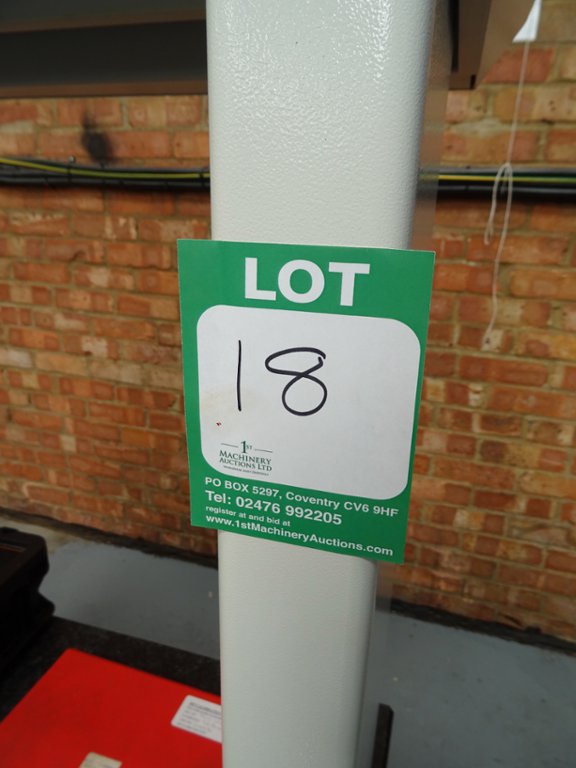 LOT
18
1ST
MACHINERY
AUCTIONS LTD
PO BOX 5297, Coventry CV6 9HF
Tel: 02476 992205
register at and bid at
www.1stMachineryAuctions.com